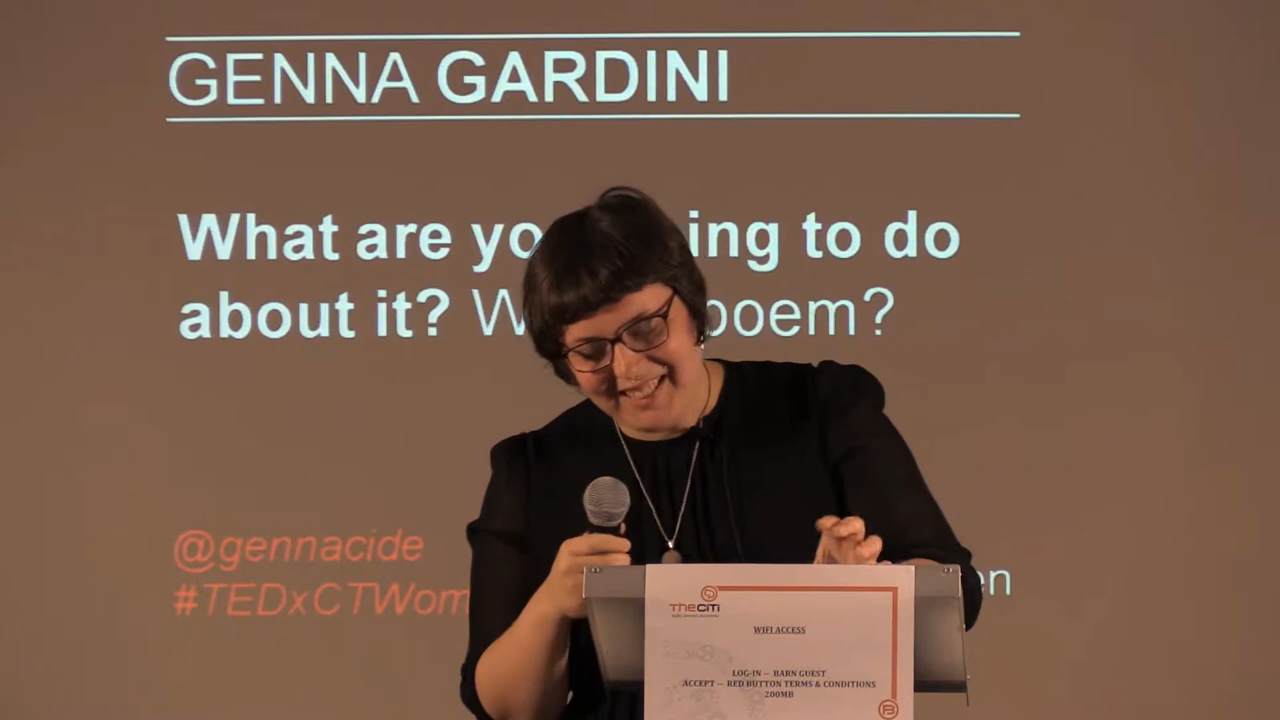 GENNA GARDINI
What are yo ing to do
about it? W poem?
@gennacide
#TEDxCTWom en
THeCiTi
WIFI ACCESS
LOG-IN – BARN GUEST
ACCEPT – RED BUTTON TERMS & CONDITIONS
200MB